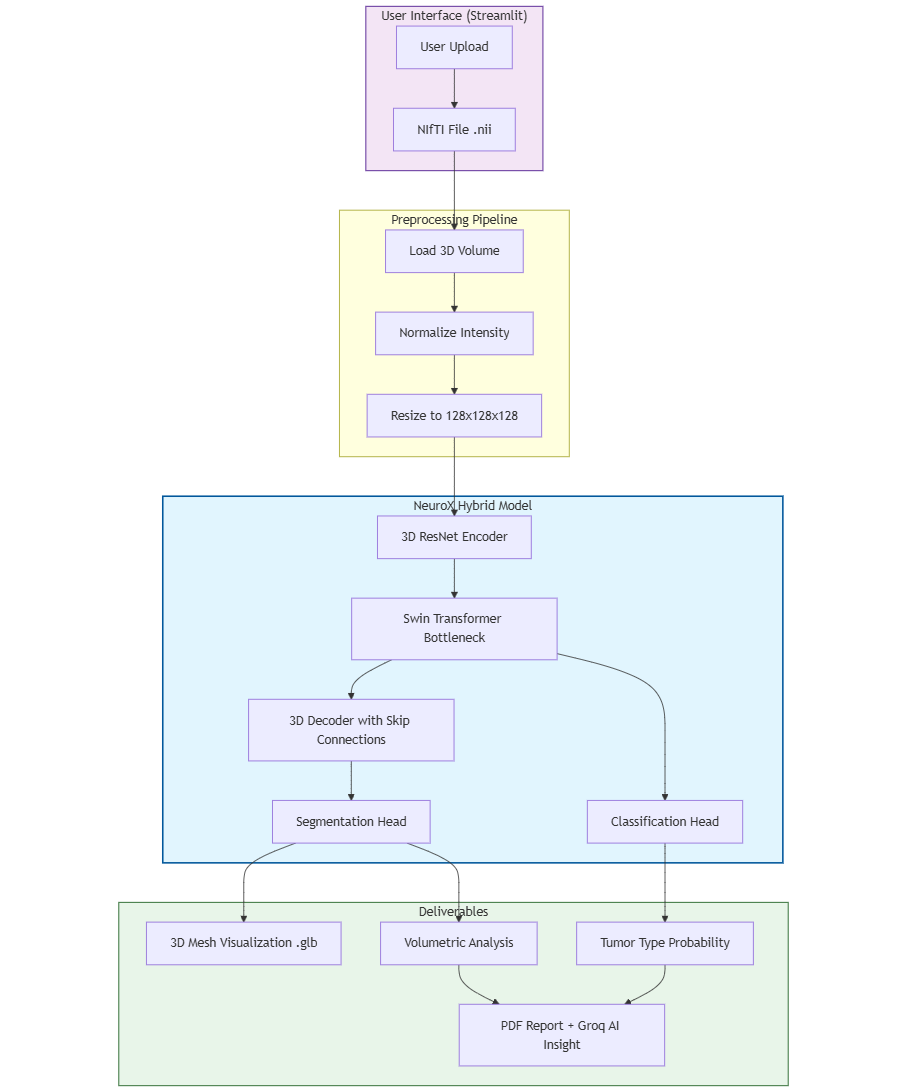 User Interface (Streamlit)
User Upload
NIfTI File .nii
Preprocessing Pipeline
Load 3D Volume
Normalize Intensity
Resize to 128x128x128
NeuroX Hybrid Model
3D ResNet Encoder
Swin Transformer
Bottleneck
3D Decoder with Skip
Connections
Segmentation Head
Classification Head
Deliverables
3D Mesh Visualization .glb
Volumetric Analysis
Tumor Type Probability
PDF Report + Groq AI
Insight